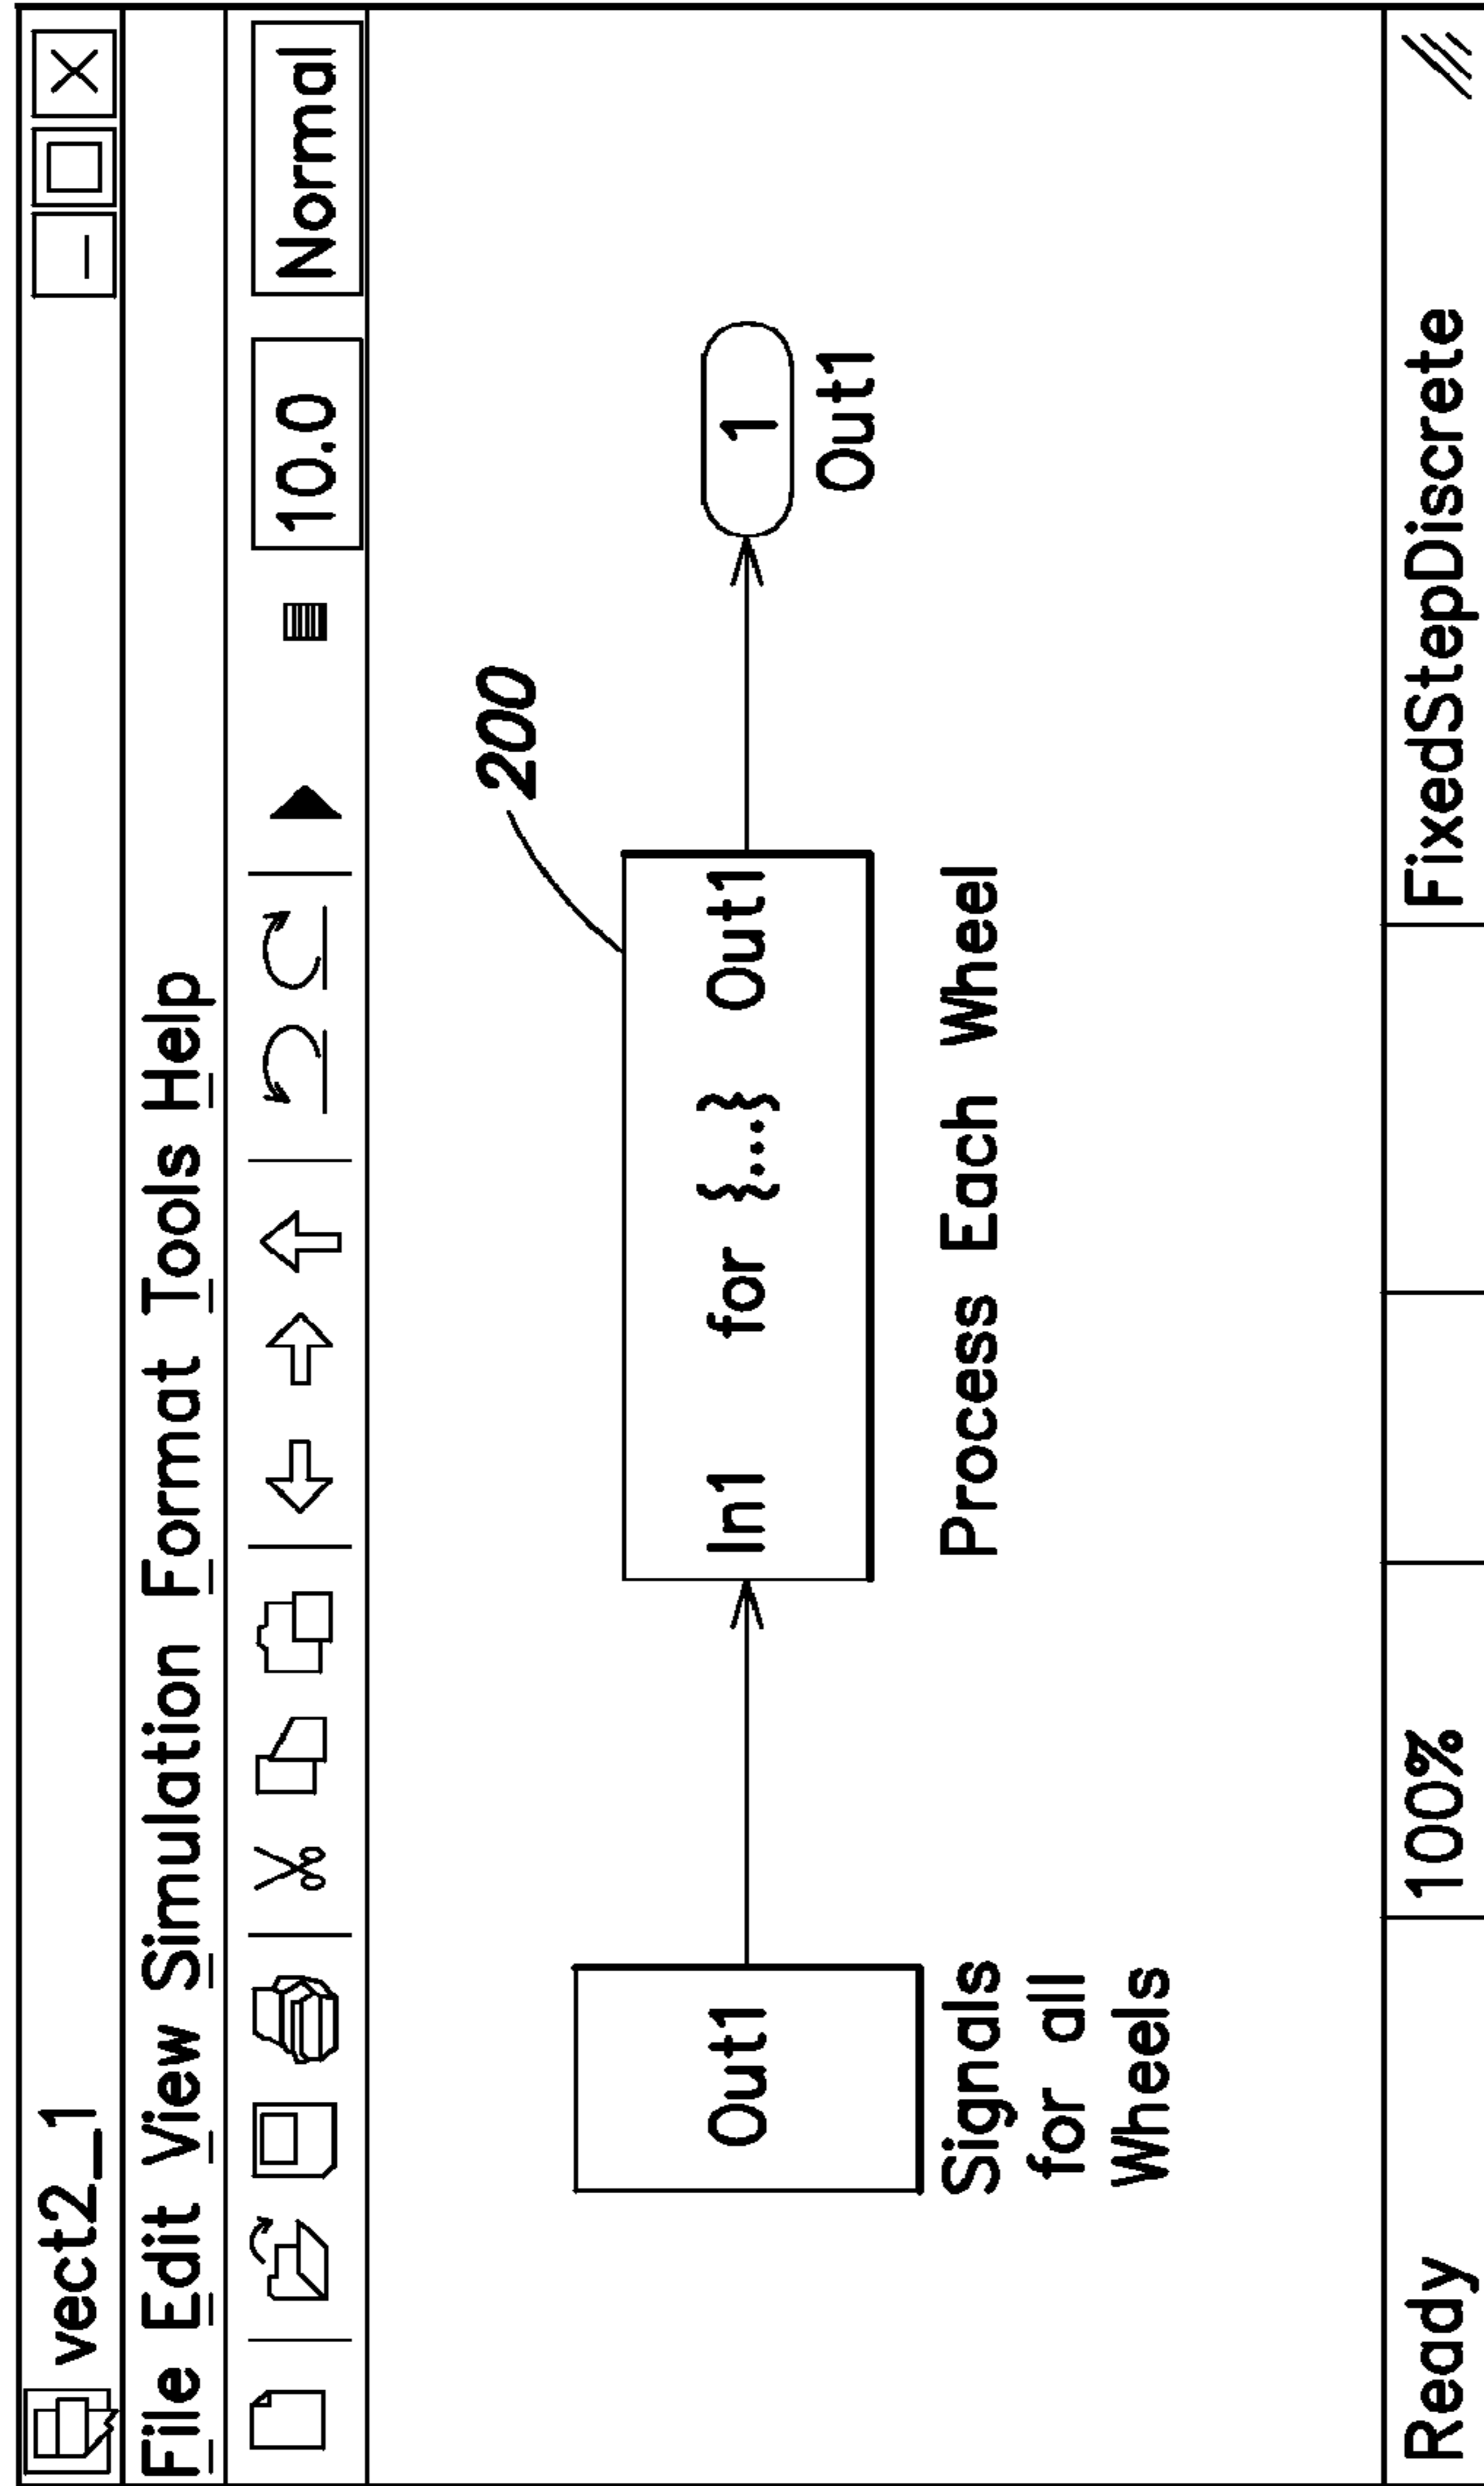 vect2_1
File Edit View Simulation Format Tools Help
10.0 Normal
200
Out1
Signals
for all
Wheels
In1 for {...} Out1
Process Each Wheel
1
Out1
Ready 100% FixedStepDiscrete